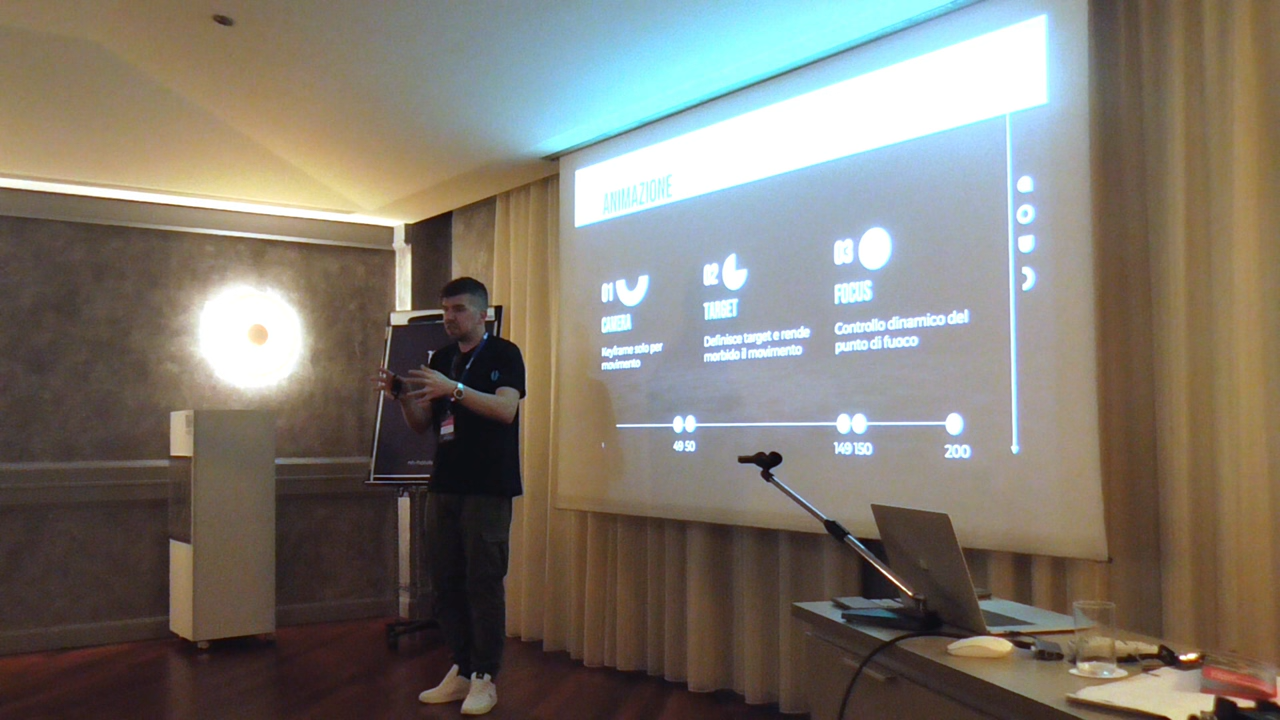 ANIMAZIONE
01
CAMERA
Keyframe solo per
movimento
02
TARGET
Definisce target e rende
morbido il movimento
03
FOCUS
Controllo dinamico del
punto di fuoco
49 50
149 150
200